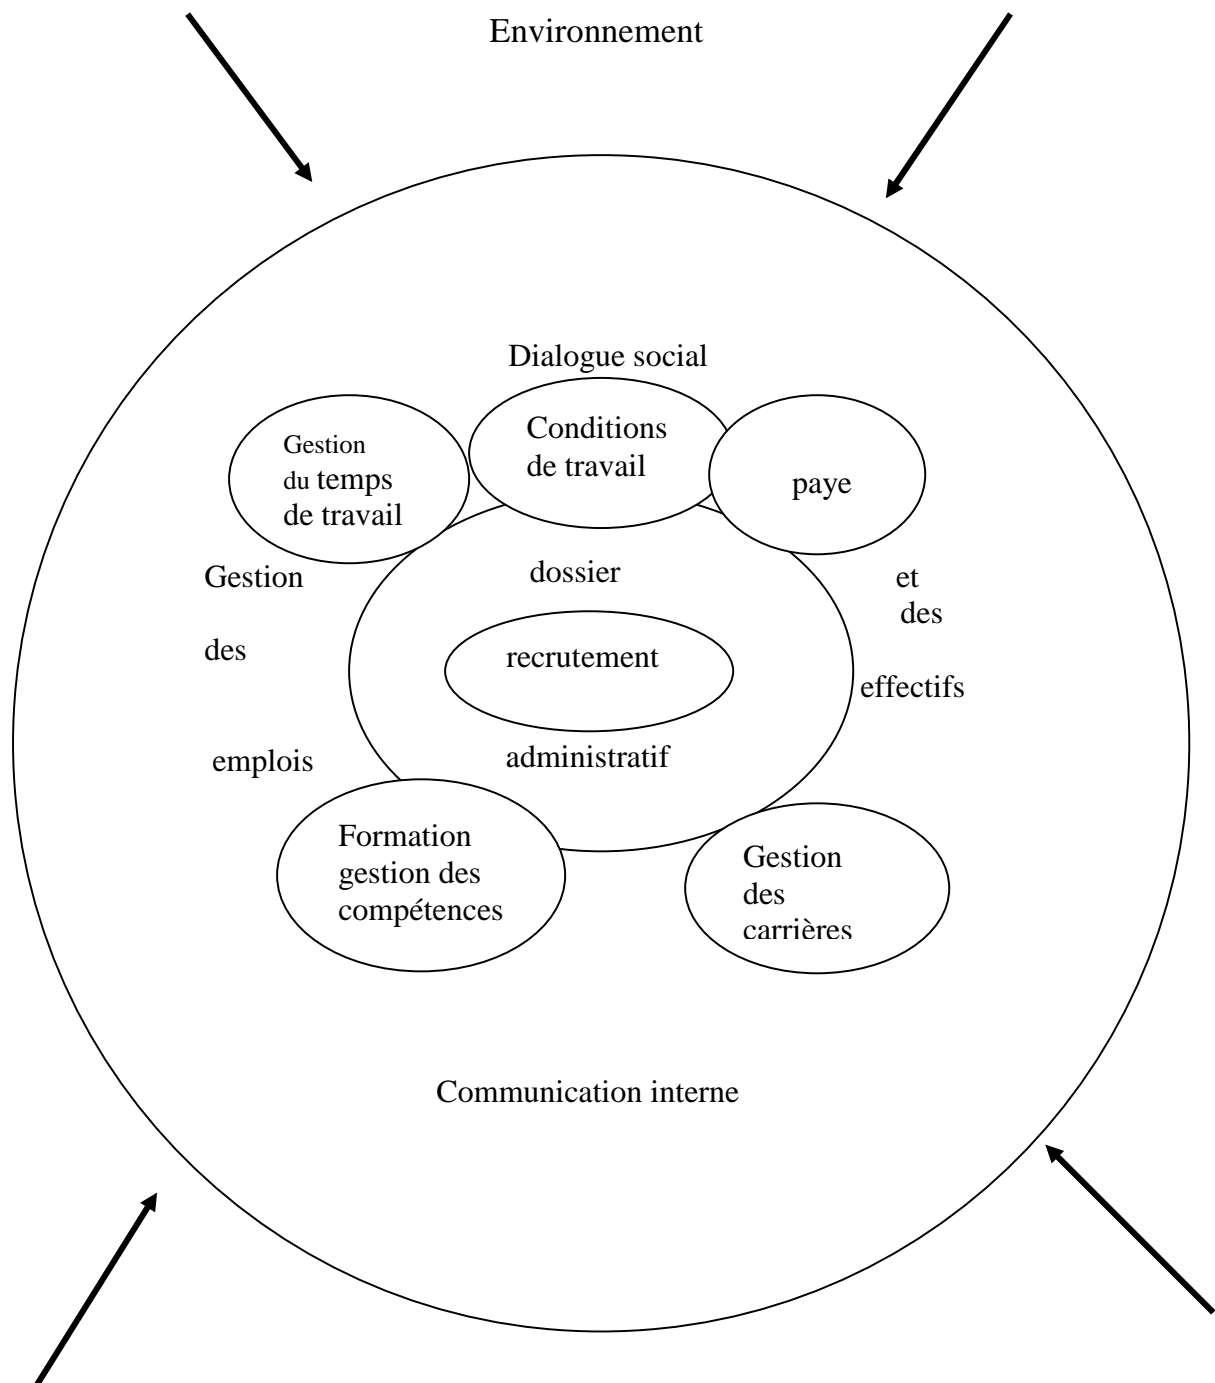 Environnement
Dialogue social
Conditions
de travail
Gestion
du temps
de travail
paye
Gestion
des
emplois
et
des
effectifs
dossier
recrutement
administratif
Formation
gestion des
compétences
Gestion
des
carrières
Communication interne